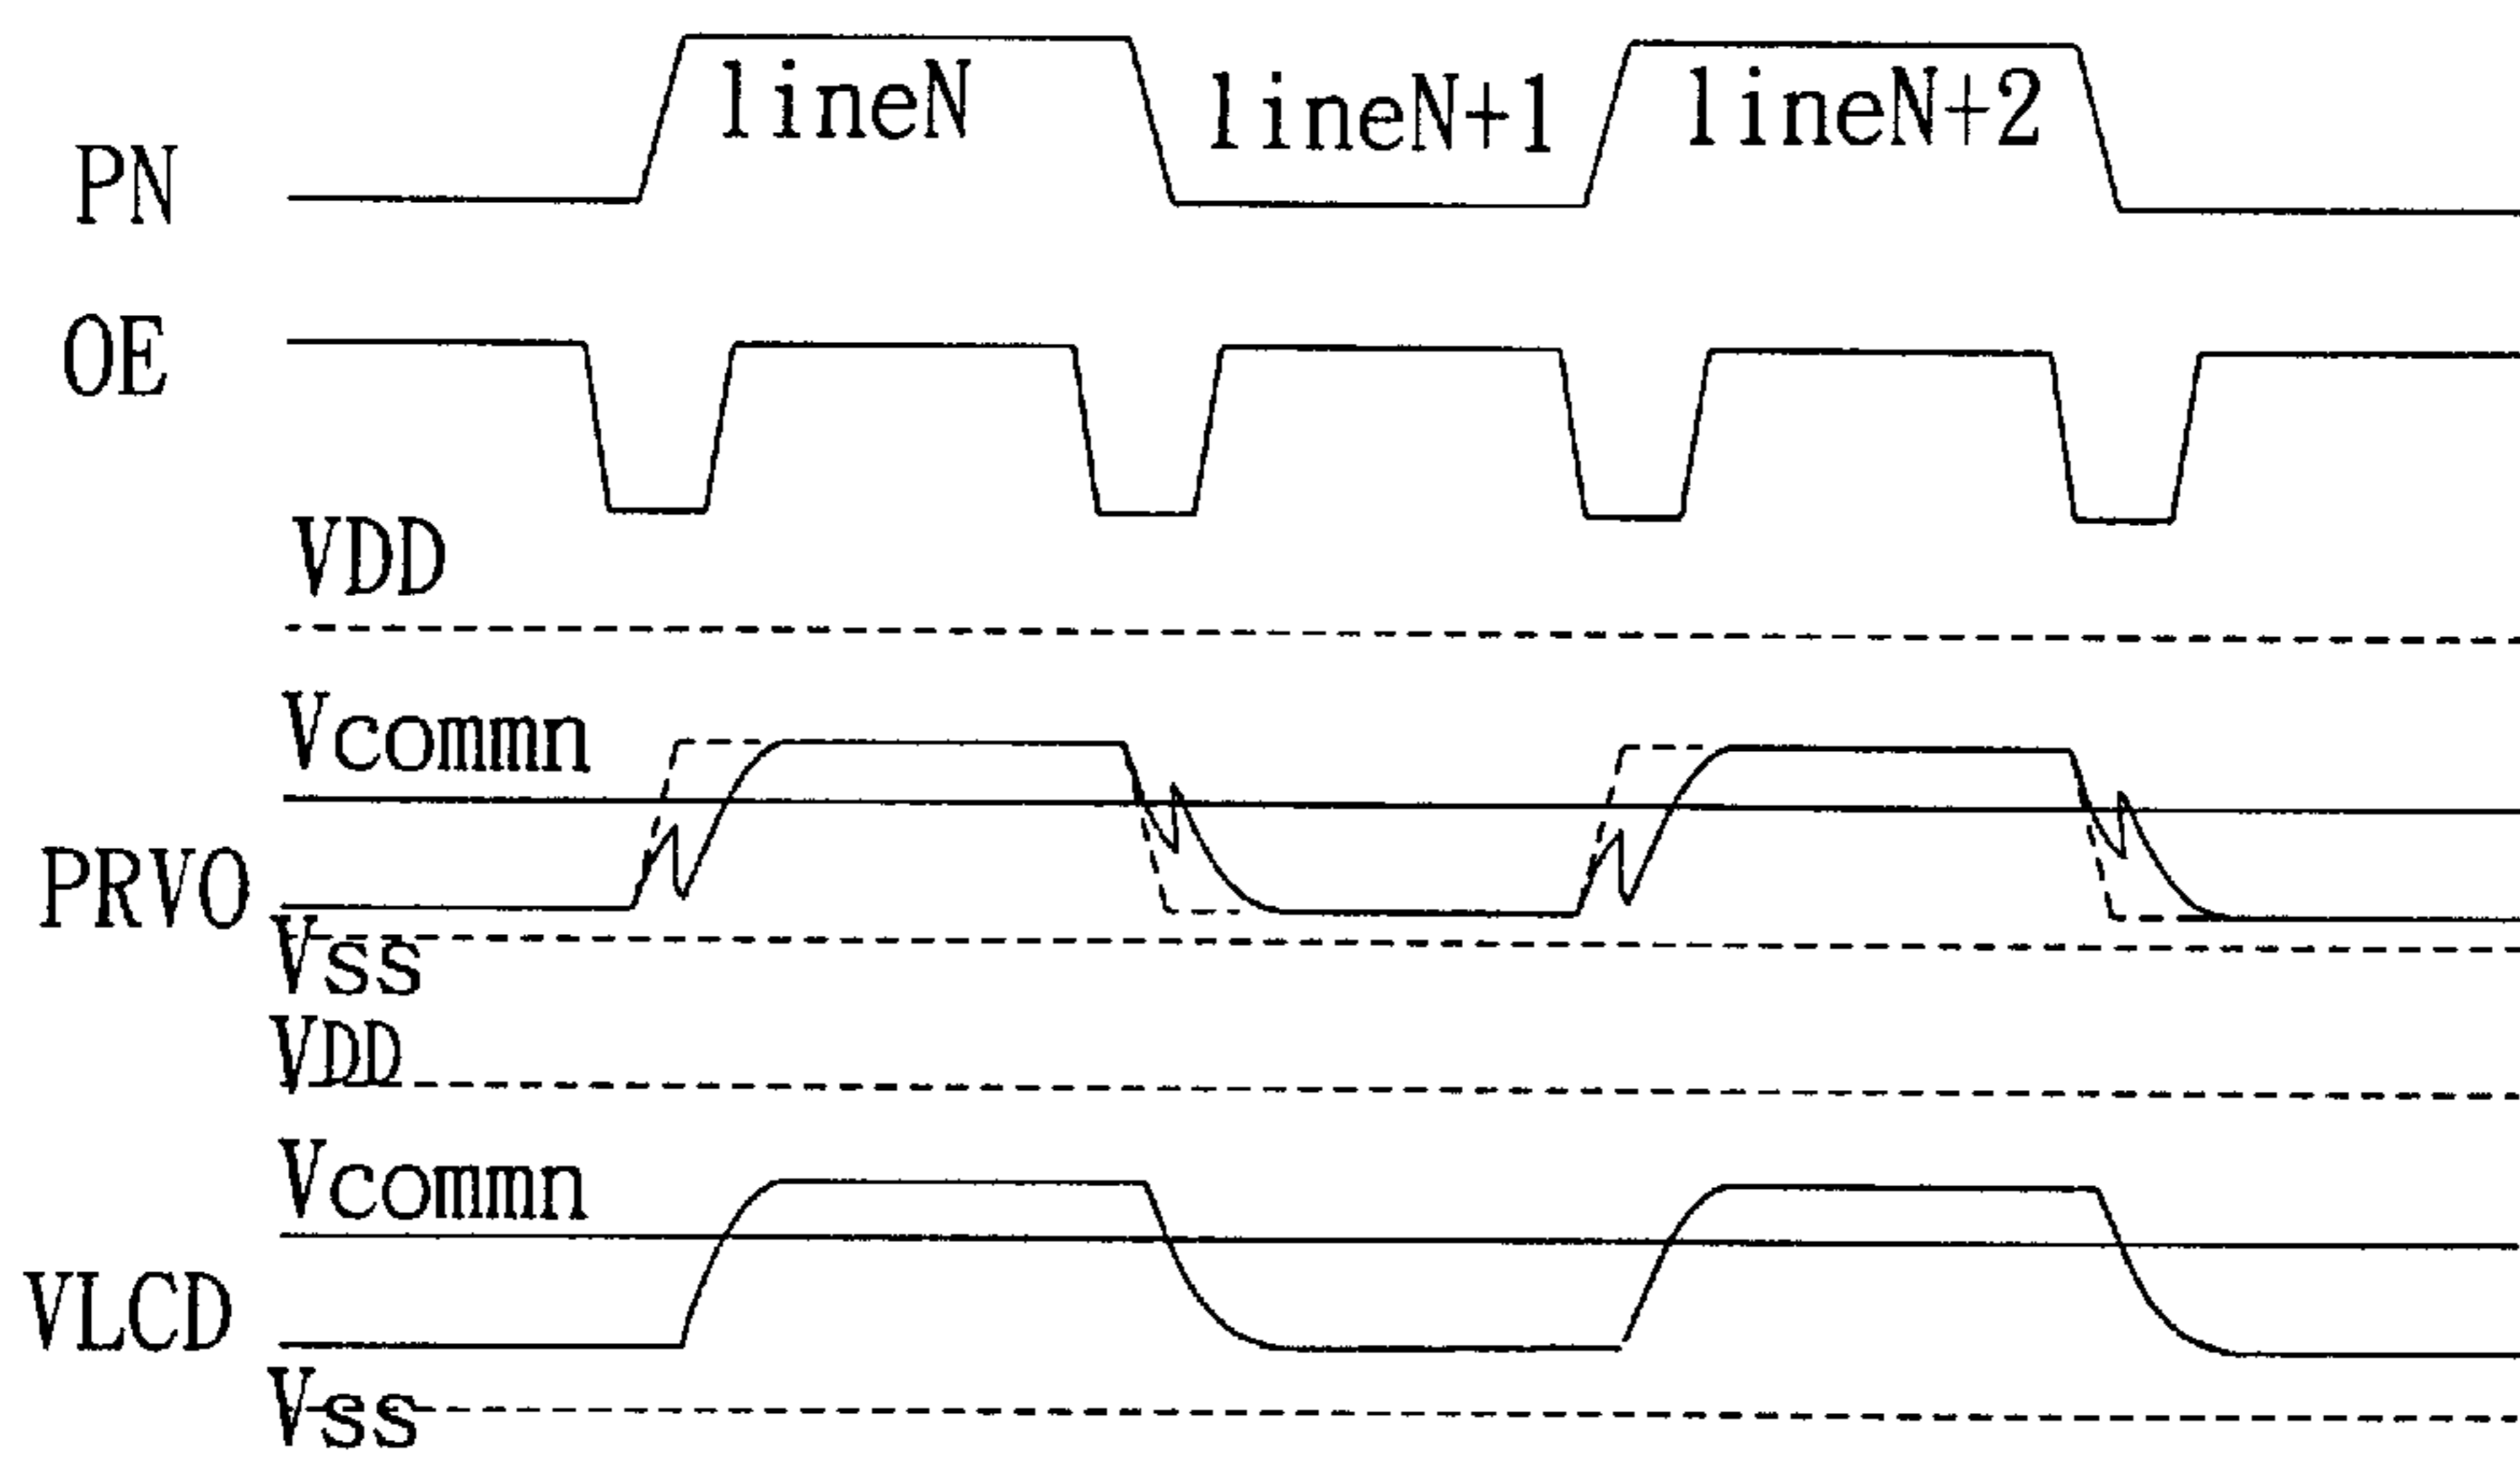 lineN
lineN+1
lineN+2
PN
OE
VDD
Vcommn
PRVO
Vss
VDD
Vcommn
VLCD
Vss